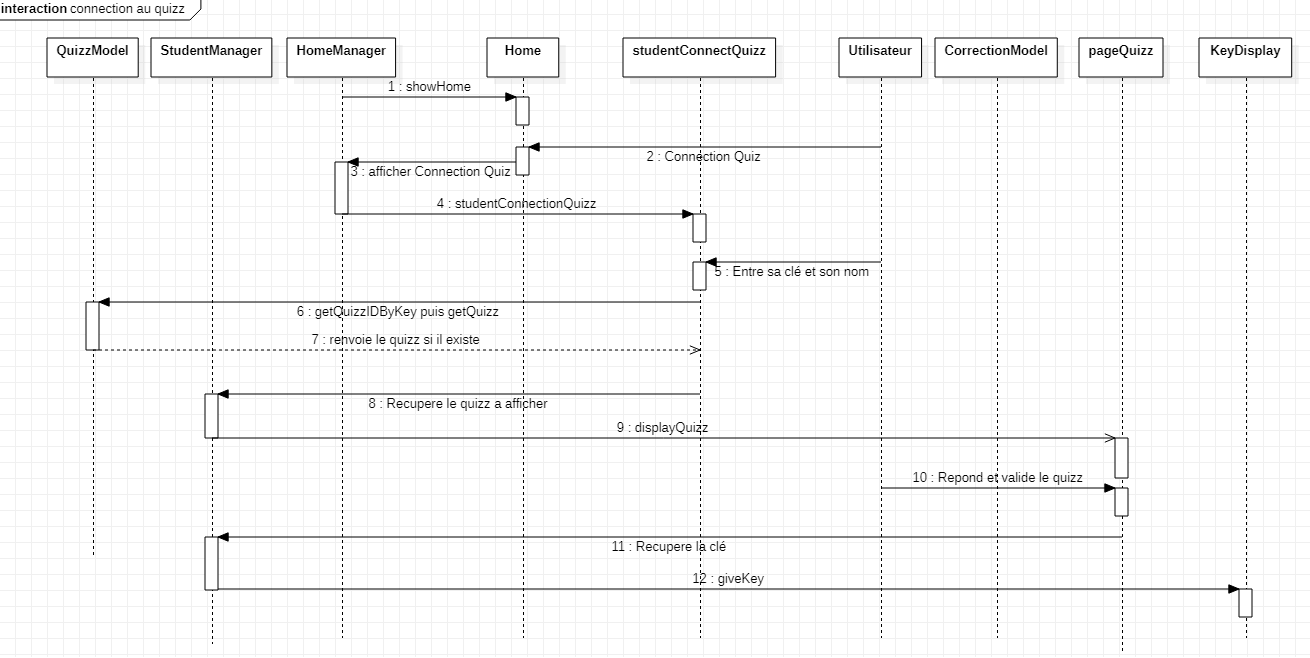 interaction connection au quizz
QuizzModel
StudentManager
HomeManager
Home
studentConnectQuizz
Utilisateur
CorrectionModel
pageQuizz
KeyDisplay
1 : showHome
2 : Connection Quiz
3 : afficher Connection Quiz
4 : studentConnectionQuizz
5 : Entre sa clé et son nom
6 : getQuizzIDByKey puis getQuizz
7 : renvoie le quizz si il existe
8 : Recupere le quizz a afficher
9 : displayQuizz
10 : Repond et valide le quizz
11 : Recupere la clé
12 : giveKey